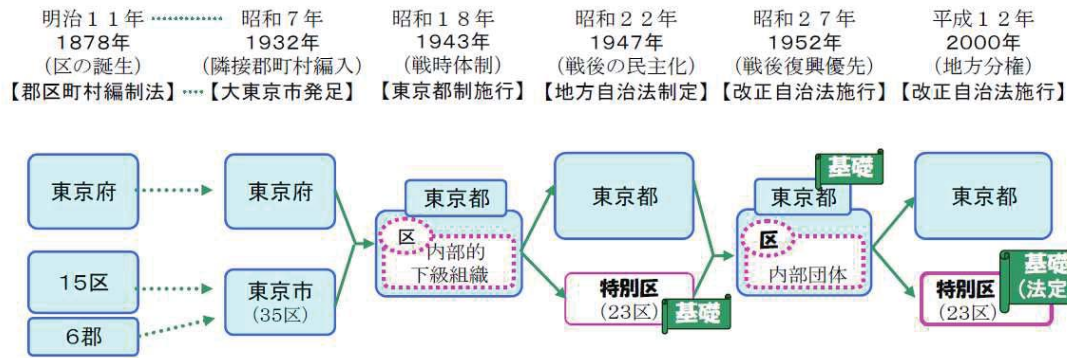 明治11年 昭和7年 昭和18年 昭和22年 昭和27年 平成12年
1878年 1932年 1943年 1947年 1952年 2000年
(区の誕生) (隣接郡町村編入) (戦時体制) (戦後の民主化) (戦後復興優先) (地方分権)
【郡区町村編制法】 【大東京市発足】 【東京都制施行】 【地方自治法制定】 【改正自治法施行】 【改正自治法施行】
東京府
15区
6郡
東京府
東京市
(35区)
東京都
区
内部的
下級組織
東京都
特別区
(23区)
基礎
東京都
基礎
区
内部団体
東京都
特別区
(23区)
基礎
(法定